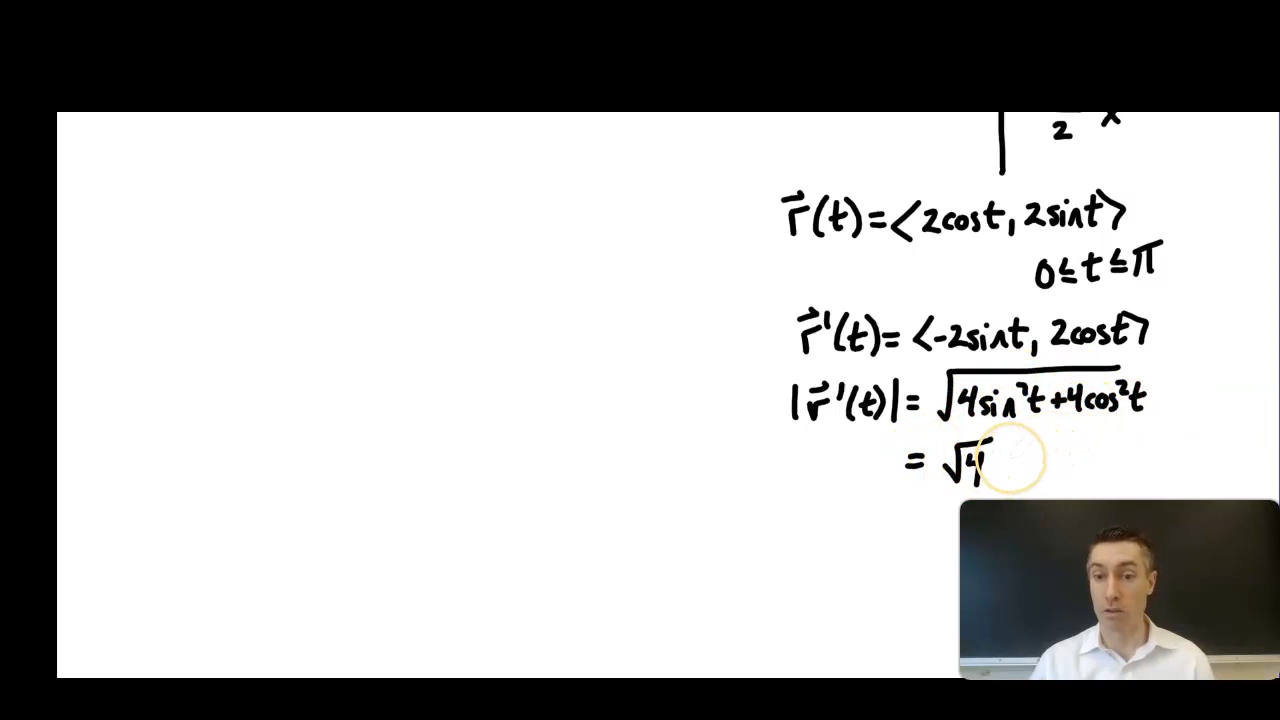 2 x
r⃗(t)=⟨2cost, 2sint⟩
0≤t≤π
r⃗'(t)=⟨-2sint, 2cost⟩
|r⃗'(t)|=√4sin²t+4cos²t
=√4